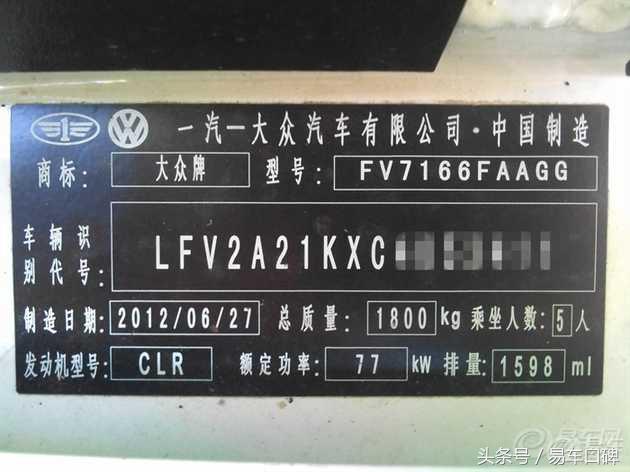 一汽一大众汽车有限公司·中国制造
商标: 大众牌 型号: FV7166FAAGG
车辆识别代号: LFV2A21KXC
制造日期: 2012/06/27 总质量: 1800 kg 乘坐人数: 5 人
发动机型号: CLR 额定功率: 77 kW 排量: 1598 ml
头条号 / 易车口碑